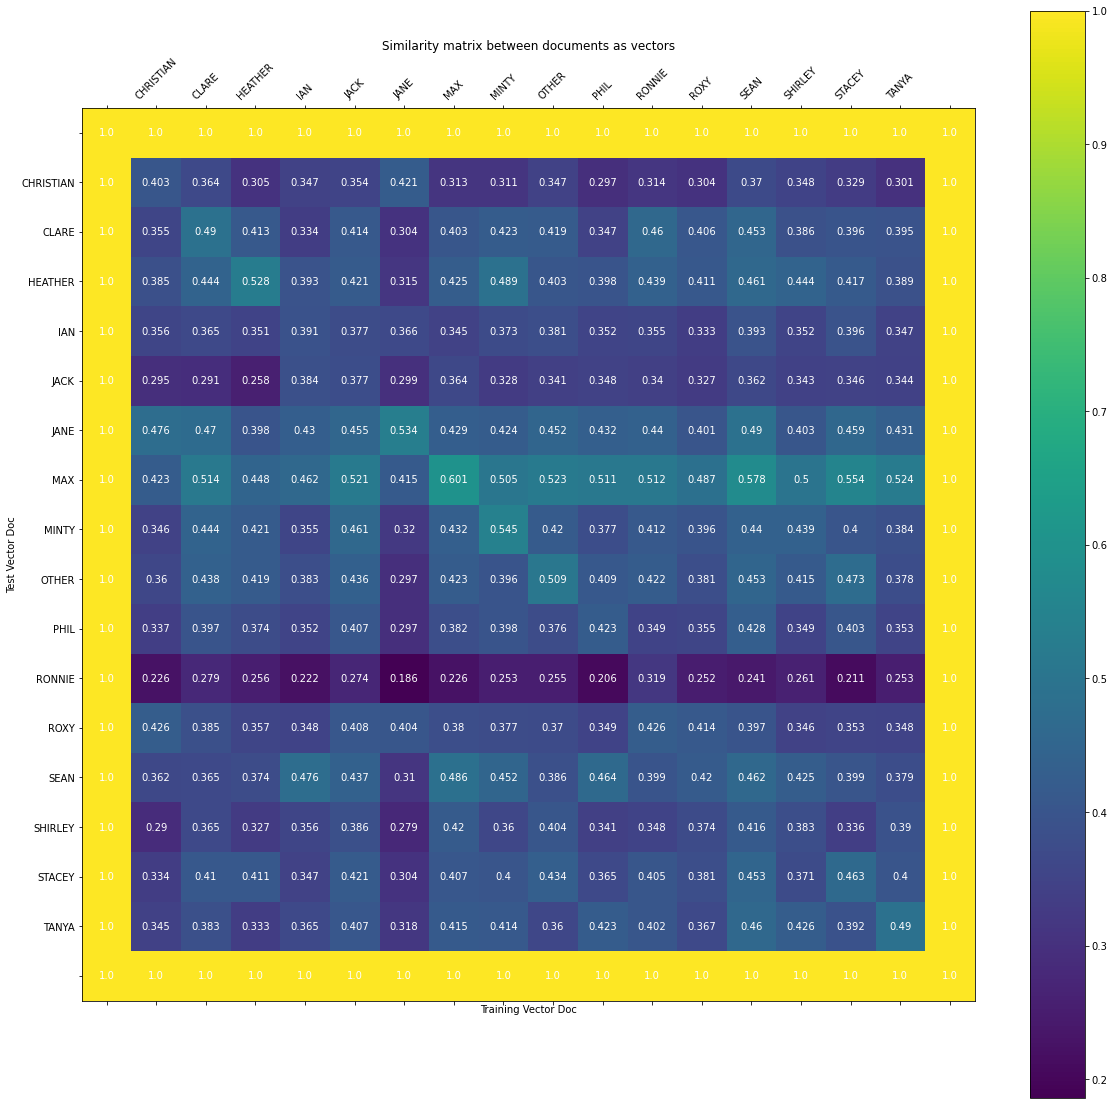 Similarity matrix between documents as vectors
CHRISTIAN CLARE HEATHER IAN JACK JANE MAX MINTY OTHER PHIL RONNIE ROXY SEAN SHIRLEY STACEY TANYA
1.0 1.0 1.0 1.0 1.0 1.0 1.0 1.0 1.0 1.0 1.0 1.0 1.0 1.0 1.0 1.0 1.0 1.0
CHRISTIAN 1.0 0.403 0.364 0.305 0.347 0.354 0.421 0.313 0.311 0.347 0.297 0.314 0.304 0.37 0.348 0.329 0.301 1.0
CLARE 1.0 0.355 0.49 0.413 0.334 0.414 0.304 0.403 0.423 0.419 0.347 0.46 0.406 0.453 0.386 0.396 0.395 1.0
HEATHER 1.0 0.385 0.444 0.528 0.393 0.421 0.315 0.425 0.489 0.403 0.398 0.439 0.411 0.461 0.444 0.417 0.389 1.0
IAN 1.0 0.356 0.365 0.351 0.391 0.377 0.366 0.345 0.373 0.381 0.352 0.355 0.333 0.393 0.352 0.396 0.347 1.0
JACK 1.0 0.295 0.291 0.258 0.384 0.377 0.299 0.364 0.328 0.341 0.348 0.34 0.327 0.362 0.343 0.346 0.344 1.0
JANE 1.0 0.476 0.47 0.398 0.43 0.455 0.534 0.429 0.424 0.452 0.432 0.44 0.401 0.49 0.403 0.459 0.431 1.0
MAX 1.0 0.423 0.514 0.448 0.462 0.521 0.415 0.601 0.505 0.523 0.511 0.512 0.487 0.578 0.5 0.554 0.524 1.0
MINTY 1.0 0.346 0.444 0.421 0.355 0.461 0.32 0.432 0.545 0.42 0.377 0.412 0.396 0.44 0.439 0.4 0.384 1.0
OTHER 1.0 0.36 0.438 0.419 0.383 0.436 0.297 0.423 0.396 0.509 0.409 0.422 0.381 0.453 0.415 0.473 0.378 1.0
PHIL 1.0 0.337 0.397 0.374 0.352 0.407 0.297 0.382 0.398 0.376 0.423 0.349 0.355 0.428 0.349 0.403 0.353 1.0
RONNIE 1.0 0.226 0.279 0.256 0.222 0.274 0.186 0.226 0.253 0.255 0.206 0.319 0.252 0.241 0.261 0.211 0.253 1.0
ROXY 1.0 0.426 0.385 0.357 0.348 0.408 0.404 0.38 0.377 0.37 0.349 0.426 0.414 0.397 0.346 0.353 0.348 1.0
SEAN 1.0 0.362 0.365 0.374 0.476 0.437 0.31 0.486 0.452 0.386 0.464 0.399 0.42 0.462 0.425 0.399 0.379 1.0
SHIRLEY 1.0 0.29 0.365 0.327 0.356 0.386 0.279 0.42 0.36 0.404 0.341 0.348 0.374 0.416 0.383 0.336 0.39 1.0
STACEY 1.0 0.334 0.41 0.411 0.347 0.421 0.304 0.407 0.4 0.434 0.365 0.405 0.381 0.453 0.371 0.463 0.4 1.0
TANYA 1.0 0.345 0.383 0.333 0.365 0.407 0.318 0.415 0.414 0.36 0.423 0.402 0.367 0.46 0.426 0.392 0.49 1.0
1.0 1.0 1.0 1.0 1.0 1.0 1.0 1.0 1.0 1.0 1.0 1.0 1.0 1.0 1.0 1.0 1.0 1.0
Test Vector Doc
Training Vector Doc
1.0
0.9
0.8
0.7
0.6
0.5
0.4
0.3
0.2